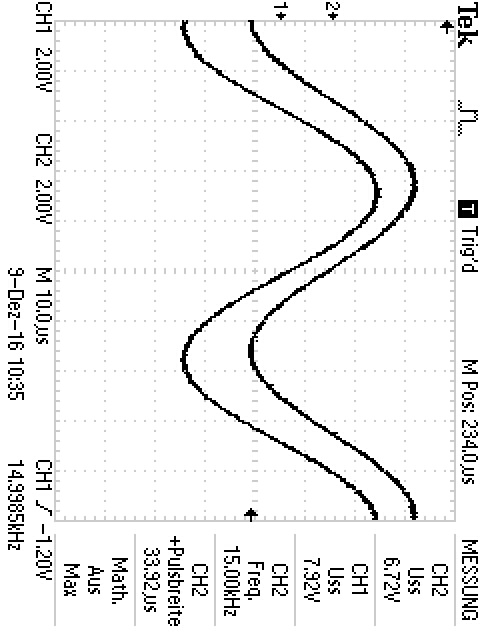 Tek
T Trig'd
M Pos: 234.0µs
MESSUNG
CH2
Uss
6.72V
CH1
Uss
7.92V
CH2
Freq.
15.00kHz
CH2
+Pulsbreite
33.92µs
Math.
Aus
Max
2
1
CH1 2.00V
CH2 2.00V
M 10.0µs
CH1 / -1.20V
9-Dez-16 10:35
14.9985kHz